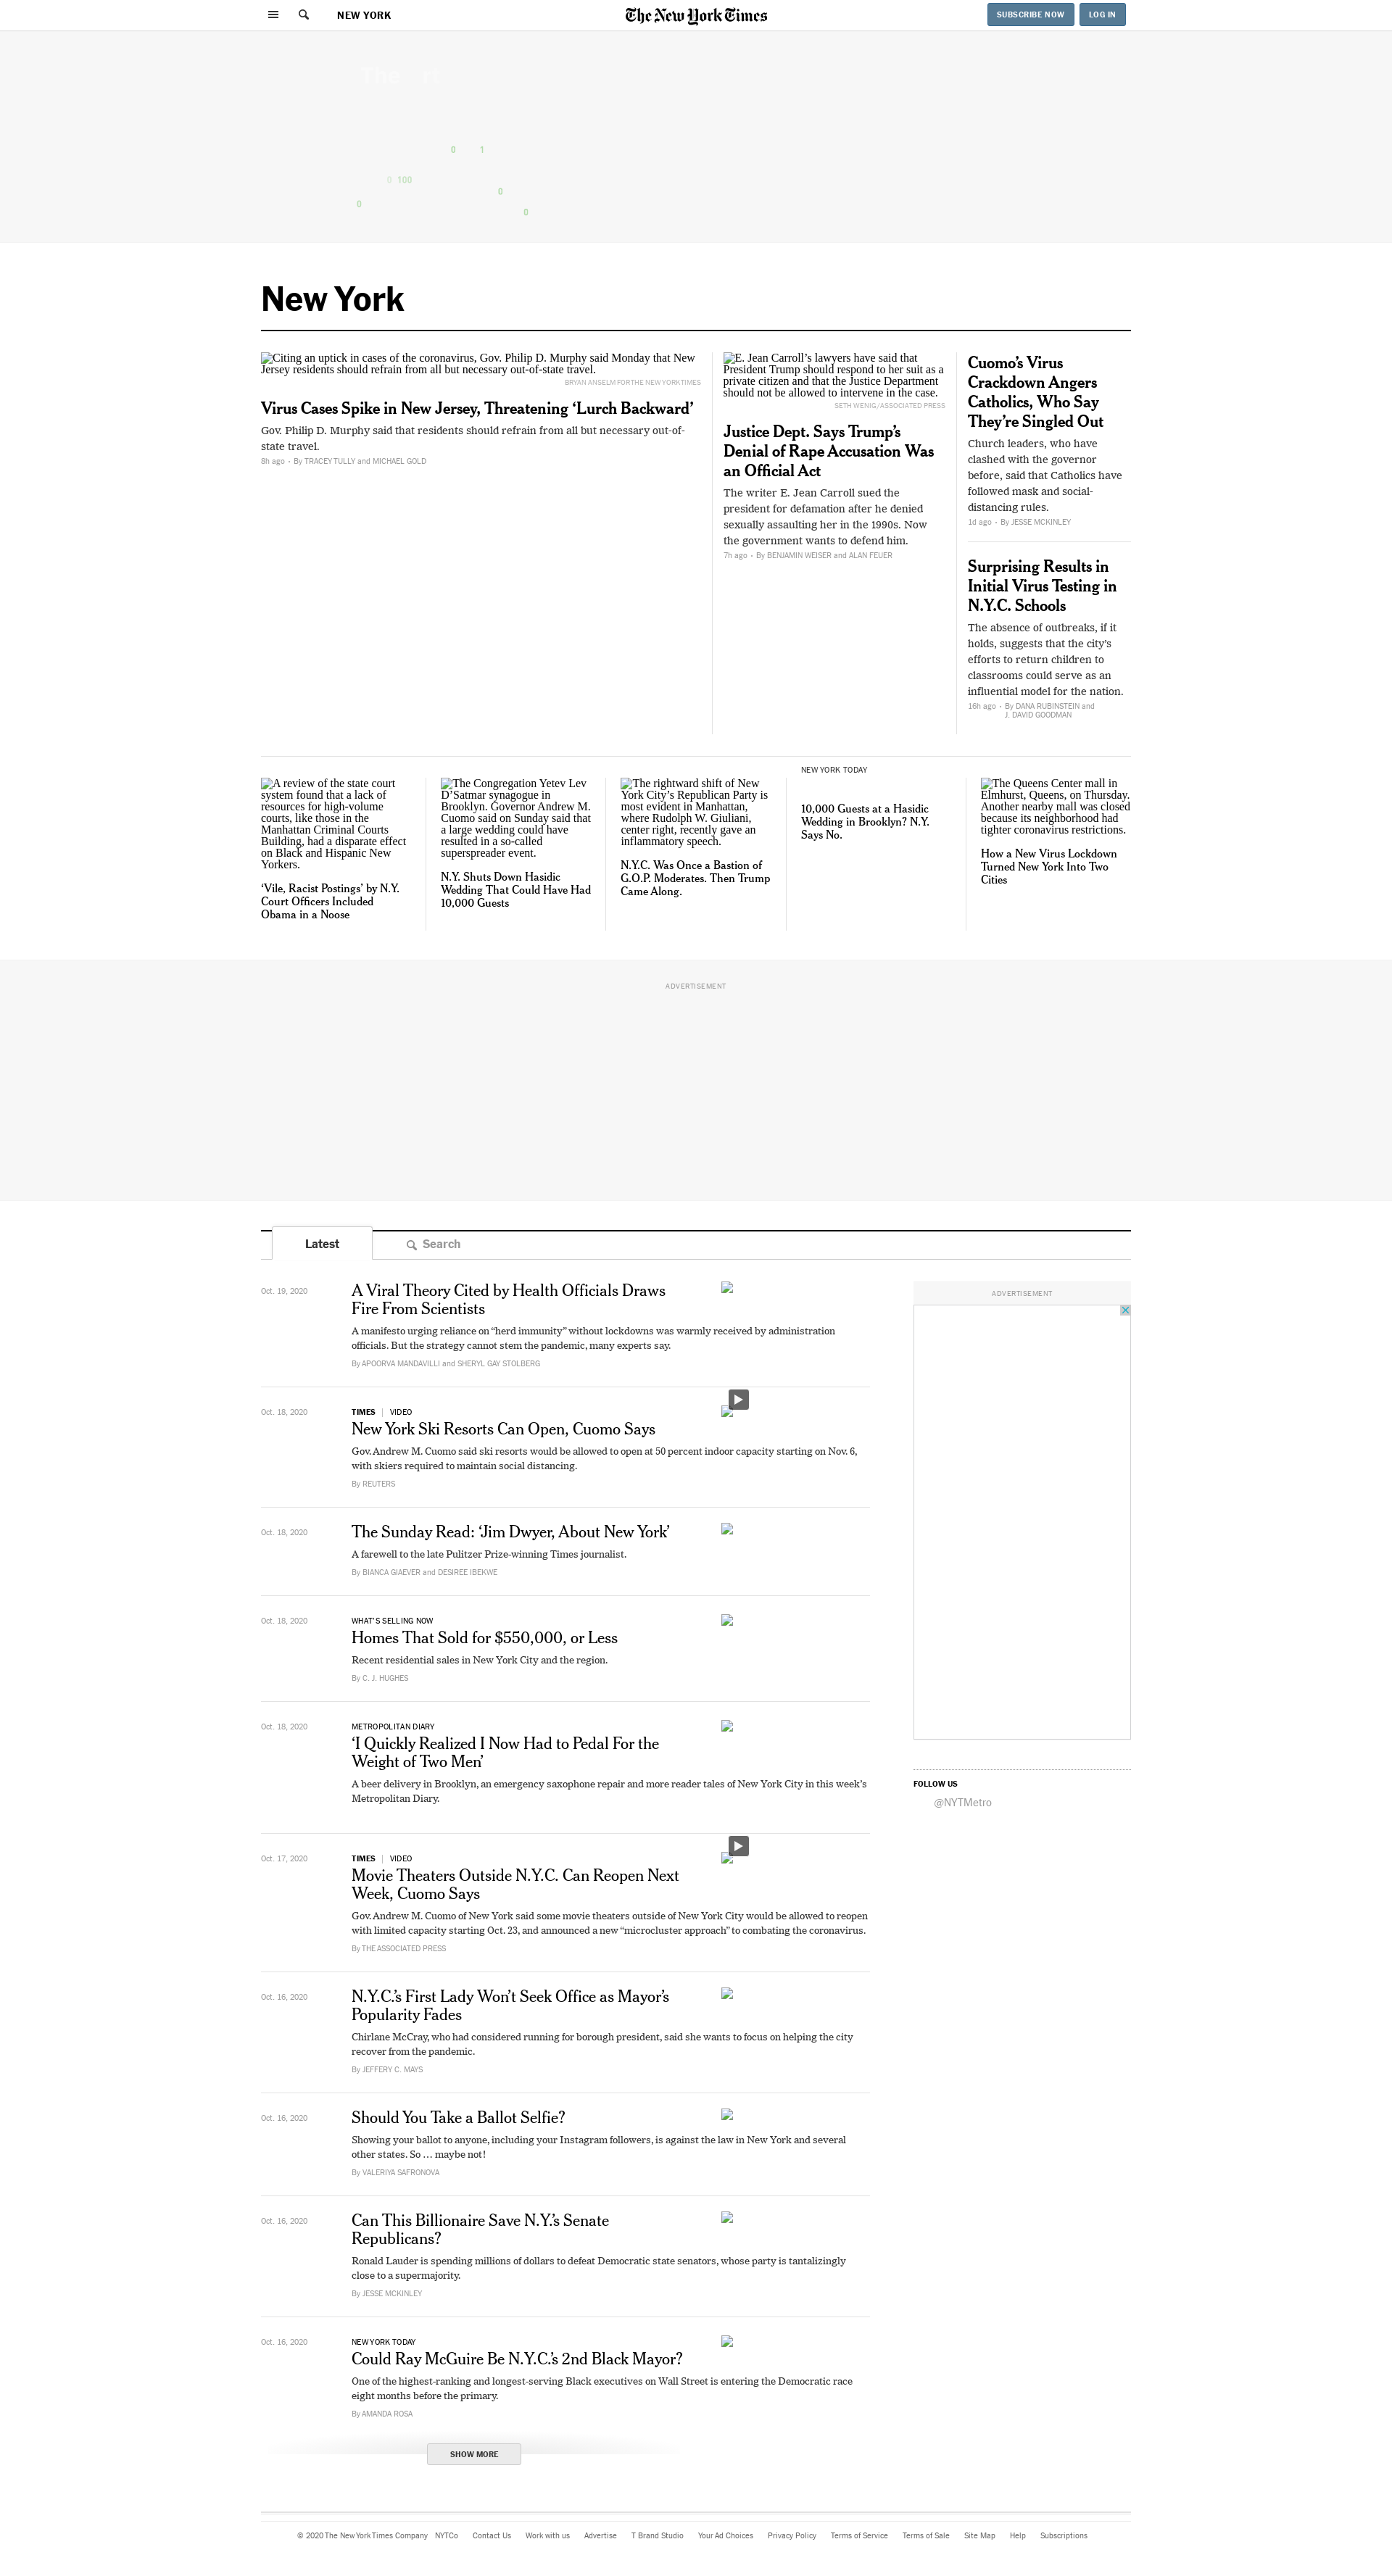 NEW YORK
The New York Times
SUBSCRIBE NOW
LOG IN
0 1
0 100
0
0
0
New York
Citing an uptick in cases of the coronavirus, Gov. Philip D. Murphy said Monday that New
Jersey residents should refrain from all but necessary out-of-state travel.
BRYAN ANSELM FOR THE NEW YORK TIMES
Virus Cases Spike in New Jersey, Threatening ‘Lurch Backward’
Gov. Philip D. Murphy said that residents should refrain from all but necessary out-of-
state travel.
8h ago • By TRACEY TULLY and MICHAEL GOLD
E. Jean Carroll’s lawyers have said that
President Trump should respond to her suit as a
private citizen and that the Justice Department
should not be allowed to intervene in the case.
SETH WENIG/ASSOCIATED PRESS
Justice Dept. Says Trump’s
Denial of Rape Accusation Was
an Official Act
The writer E. Jean Carroll sued the
president for defamation after he denied
sexually assaulting her in the 1990s. Now
the government wants to defend him.
7h ago • By BENJAMIN WEISER and ALAN FEUER
Cuomo’s Virus
Crackdown Angers
Catholics, Who Say
They’re Singled Out
Church leaders, who have
clashed with the governor
before, said that Catholics have
followed mask and social-
distancing rules.
1d ago • By JESSE MCKINLEY
Surprising Results in
Initial Virus Testing in
N.Y.C. Schools
The absence of outbreaks, if it
holds, suggests that the city’s
efforts to return children to
classrooms could serve as an
influential model for the nation.
16h ago • By DANA RUBINSTEIN and
J. DAVID GOODMAN
A review of the state court
system found that a lack of
resources for high-volume
courts, like those in the
Manhattan Criminal Courts
Building, had a disparate effect
on Black and Hispanic New
Yorkers.
‘Vile, Racist Postings’ by N.Y.
Court Officers Included
Obama in a Noose
The Congregation Yetev Lev
D’Satmar synagogue in
Brooklyn. Governor Andrew M.
Cuomo said on Sunday said that
a large wedding could have
resulted in a so-called
superspreader event.
N.Y. Shuts Down Hasidic
Wedding That Could Have Had
10,000 Guests
The rightward shift of New
York City’s Republican Party is
most evident in Manhattan,
where Rudolph W. Giuliani,
center right, recently gave an
inflammatory speech.
N.Y.C. Was Once a Bastion of
G.O.P. Moderates. Then Trump
Came Along.
NEW YORK TODAY
10,000 Guests at a Hasidic
Wedding in Brooklyn? N.Y.
Says No.
The Queens Center mall in
Elmhurst, Queens, on Thursday.
Another nearby mall was closed
because its neighborhood had
tighter coronavirus restrictions.
How a New Virus Lockdown
Turned New York Into Two
Cities
ADVERTISEMENT
Latest
Search
Oct. 19, 2020
A Viral Theory Cited by Health Officials Draws
Fire From Scientists
A manifesto urging reliance on “herd immunity” without lockdowns was warmly received by administration
officials. But the strategy cannot stem the pandemic, many experts say.
By APOORVA MANDAVILLI and SHERYL GAY STOLBERG
Oct. 18, 2020
TIMES | VIDEO
New York Ski Resorts Can Open, Cuomo Says
Gov. Andrew M. Cuomo said ski resorts would be allowed to open at 50 percent indoor capacity starting on Nov. 6,
with skiers required to maintain social distancing.
By REUTERS
Oct. 18, 2020
The Sunday Read: ‘Jim Dwyer, About New York’
A farewell to the late Pulitzer Prize-winning Times journalist.
By BIANCA GIAEVER and DESIREE IBEKWE
Oct. 18, 2020
WHAT’S SELLING NOW
Homes That Sold for $550,000, or Less
Recent residential sales in New York City and the region.
By C. J. HUGHES
Oct. 18, 2020
METROPOLITAN DIARY
‘I Quickly Realized I Now Had to Pedal For the
Weight of Two Men’
A beer delivery in Brooklyn, an emergency saxophone repair and more reader tales of New York City in this week’s
Metropolitan Diary.
Oct. 17, 2020
TIMES | VIDEO
Movie Theaters Outside N.Y.C. Can Reopen Next
Week, Cuomo Says
Gov. Andrew M. Cuomo of New York said some movie theaters outside of New York City would be allowed to reopen
with limited capacity starting Oct. 23, and announced a new “microcluster approach” to combating the coronavirus.
By THE ASSOCIATED PRESS
Oct. 16, 2020
N.Y.C.’s First Lady Won’t Seek Office as Mayor’s
Popularity Fades
Chirlane McCray, who had considered running for borough president, said she wants to focus on helping the city
recover from the pandemic.
By JEFFERY C. MAYS
Oct. 16, 2020
Should You Take a Ballot Selfie?
Showing your ballot to anyone, including your Instagram followers, is against the law in New York and several
other states. So … maybe not!
By VALERIYA SAFRONOVA
Oct. 16, 2020
Can This Billionaire Save N.Y.’s Senate
Republicans?
Ronald Lauder is spending millions of dollars to defeat Democratic state senators, whose party is tantalizingly
close to a supermajority.
By JESSE MCKINLEY
Oct. 16, 2020
NEW YORK TODAY
Could Ray McGuire Be N.Y.C.’s 2nd Black Mayor?
One of the highest-ranking and longest-serving Black executives on Wall Street is entering the Democratic race
eight months before the primary.
By AMANDA ROSA
SHOW MORE
ADVERTISEMENT
FOLLOW US
@NYTMetro
© 2020 The New York Times Company NYTCo Contact Us Work with us Advertise T Brand Studio Your Ad Choices Privacy Policy Terms of Service Terms of Sale Site Map Help Subscriptions